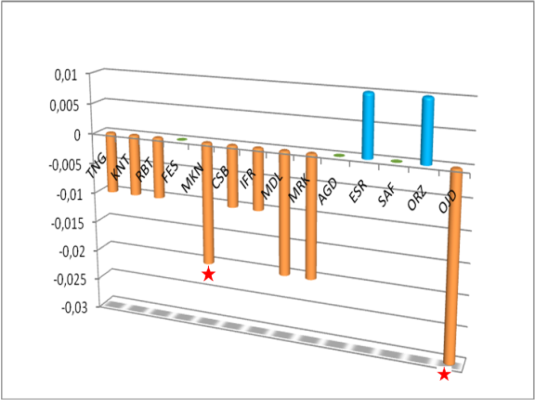 0,01
0,005
0
-0,005
-0,01
-0,015
-0,02
-0,025
-0,03
TNG
KNT
RBT
FES
MKN
CSB
IFR
MDL
MRK
AGD
ESR
SAF
ORZ
OJD